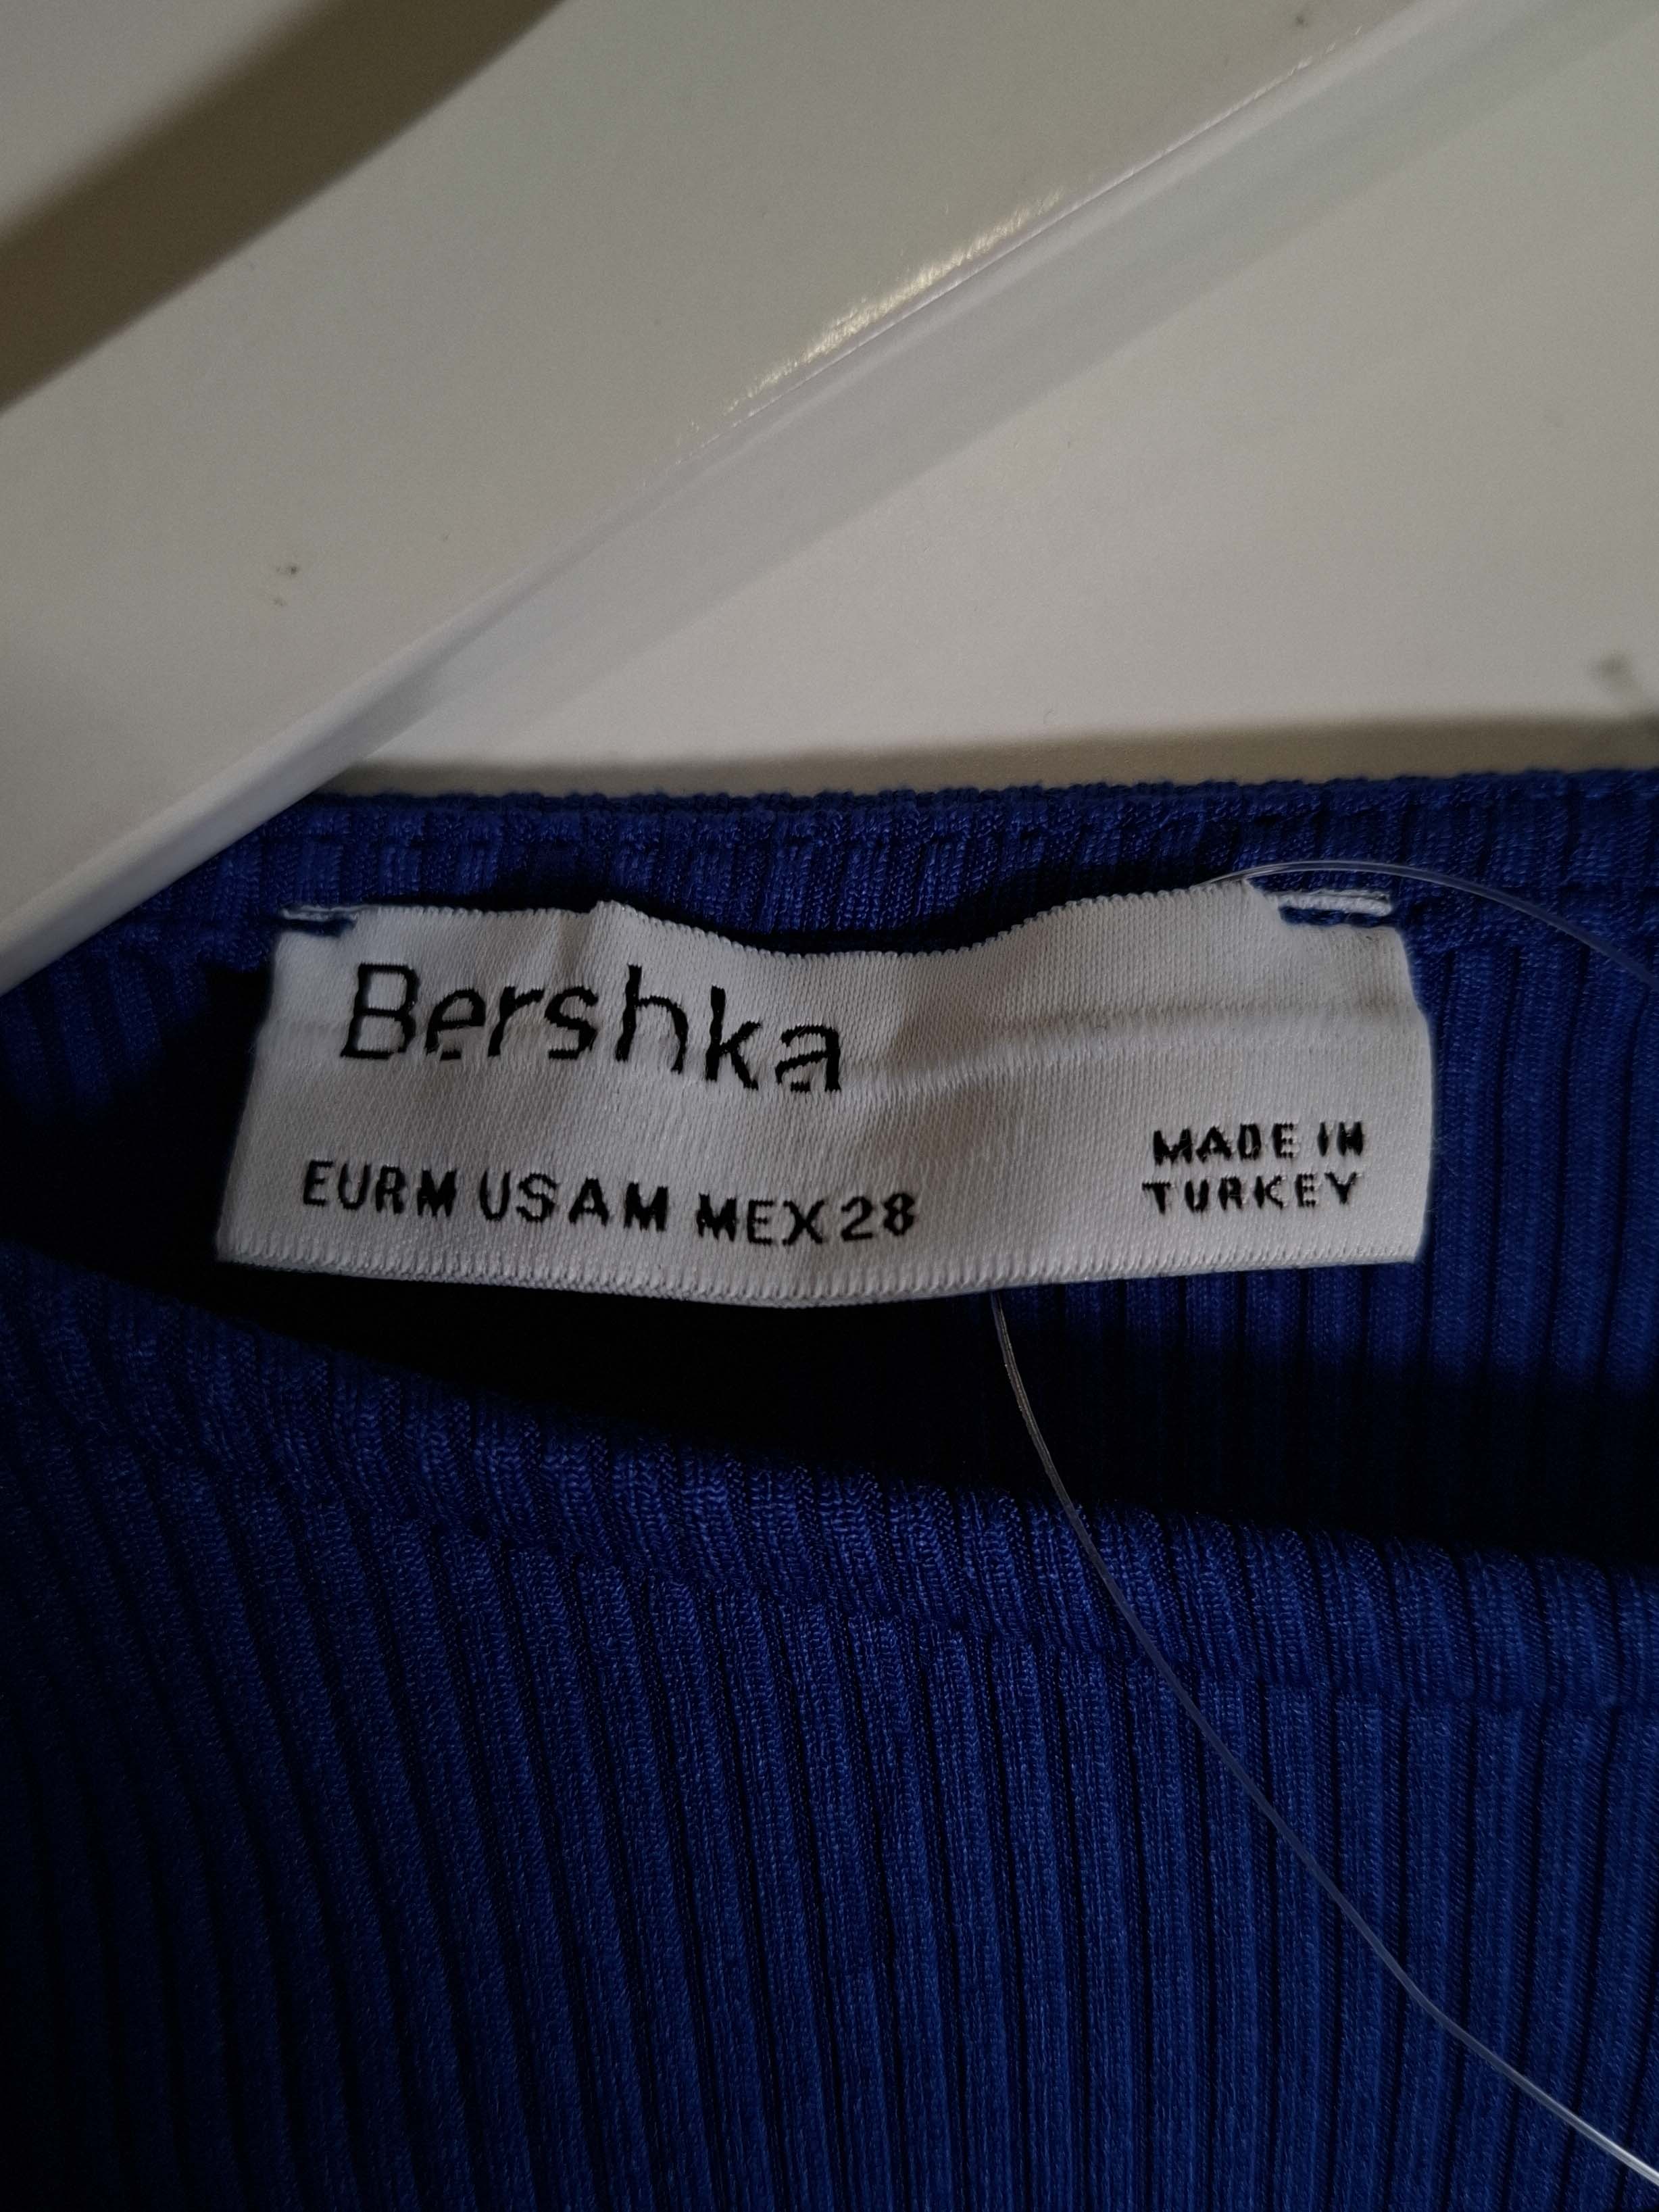 Bershka
EUR M USA M MEX 28
MADE IN
TURKEY